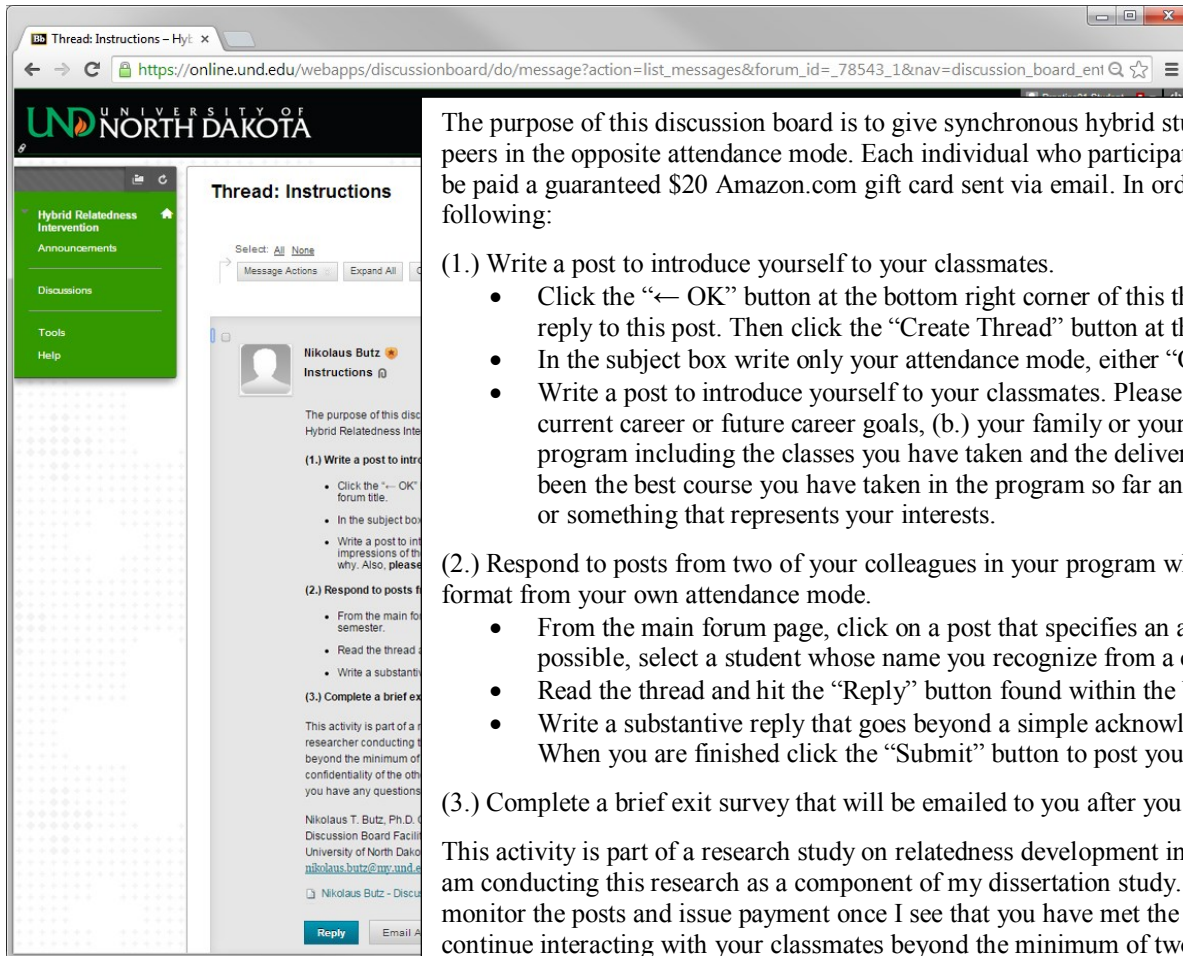 Thread: Instructions – Hyb
https://online.und.edu/webapps/discussionboard/do/message?action=list_messages&forum_id=_78543_1&nav=discussion_board_ent
UND UNIVERSITY OF
NORTH DAKOTA
Hybrid Relatedness
Intervention
Announcements
Discussions
Tools
Help
Thread: Instructions
Select: All None
Message Actions Expand All
Nikolaus Butz
Instructions
The purpose of this disc
Hybrid Relatedness Inte
(1.) Write a post to intro
• Click the "← OK"
forum title.
• In the subject box
• Write a post to int
impressions of th
why. Also, please
(2.) Respond to posts f
• From the main for
semester.
• Read the thread a
• Write a substanti
(3.) Complete a brief ex
This activity is part of a r
researcher conducting t
beyond the minimum of
confidentiality of the oth
you have any questions
Nikolaus T. Butz, Ph.D.
Discussion Board Facilit
University of North Dako
nikolaus.butz@my.und.e
Nikolaus Butz - Discu
Reply Email A
The purpose of this discussion board is to give synchronous hybrid stu
peers in the opposite attendance mode. Each individual who participat
be paid a guaranteed $20 Amazon.com gift card sent via email. In ord
following:
(1.) Write a post to introduce yourself to your classmates.
• Click the “← OK” button at the bottom right corner of this th
reply to this post. Then click the “Create Thread” button at th
• In the subject box write only your attendance mode, either “O
• Write a post to introduce yourself to your classmates. Please
current career or future career goals, (b.) your family or your
program including the classes you have taken and the deliver
been the best course you have taken in the program so far an
or something that represents your interests.
(2.) Respond to posts from two of your colleagues in your program wh
format from your own attendance mode.
• From the main forum page, click on a post that specifies an a
possible, select a student whose name you recognize from a c
• Read the thread and hit the “Reply” button found within the
• Write a substantive reply that goes beyond a simple acknowl
When you are finished click the “Submit” button to post you
(3.) Complete a brief exit survey that will be emailed to you after you
This activity is part of a research study on relatedness development in
am conducting this research as a component of my dissertation study.
monitor the posts and issue payment once I see that you have met the
continue interacting with your classmates beyond the minimum of two